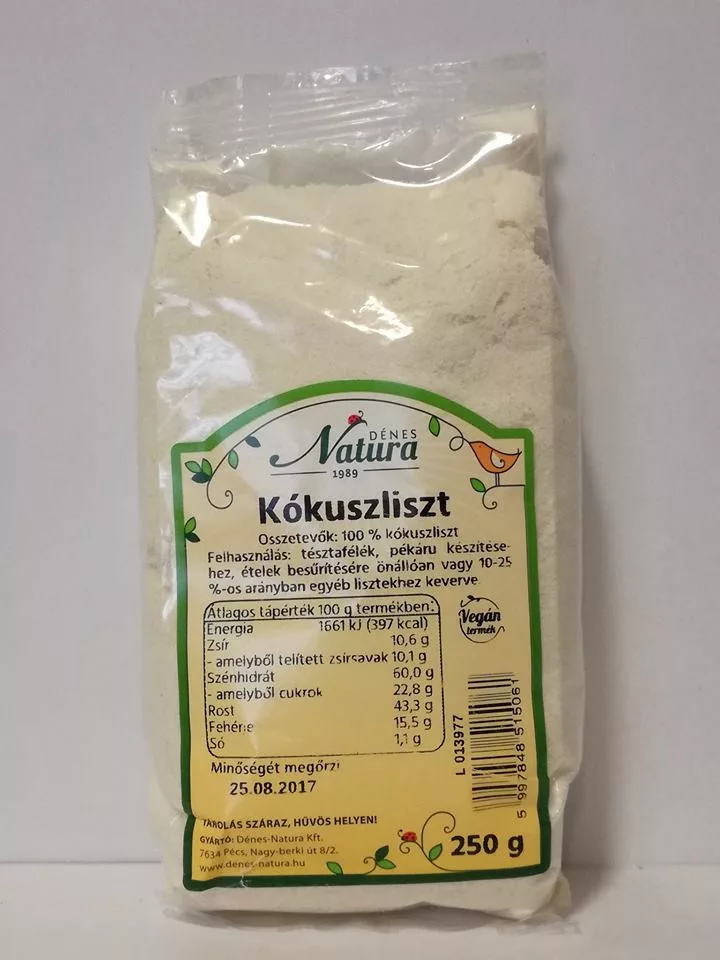 DÉNES
Natura
1989
Kókuszliszt
Összetevők: 100 % kókuszliszt
Felhasználás: tésztafélék, pékáru készítésé-
hez, ételek besűrítésére önállóan vagy 10-25
%-os arányban egyéb lisztekhez keverve.
Átlagos tápérték 100 g termékben:
Energia 1661 kJ (397 kcal)
Zsír 10,6 g
- amelyből telített zsírsavak 10,1 g
Szénhidrát 60,0 g
- amelyből cukrok 22,8 g
Rost 43,3 g
Fehérje 15,5 g
Só 1,1 g
Vegán
termék
Minőségét megőrzi
25.08.2017
L 013977
5 997848 515061
TÁROLÁS SZÁRAZ, HŰVÖS HELYEN!
GYÁRTÓ: Dénes-Natura Kft.
7634 Pécs, Nagy-berki út 8/2.
www.denes-natura.hu
250 g